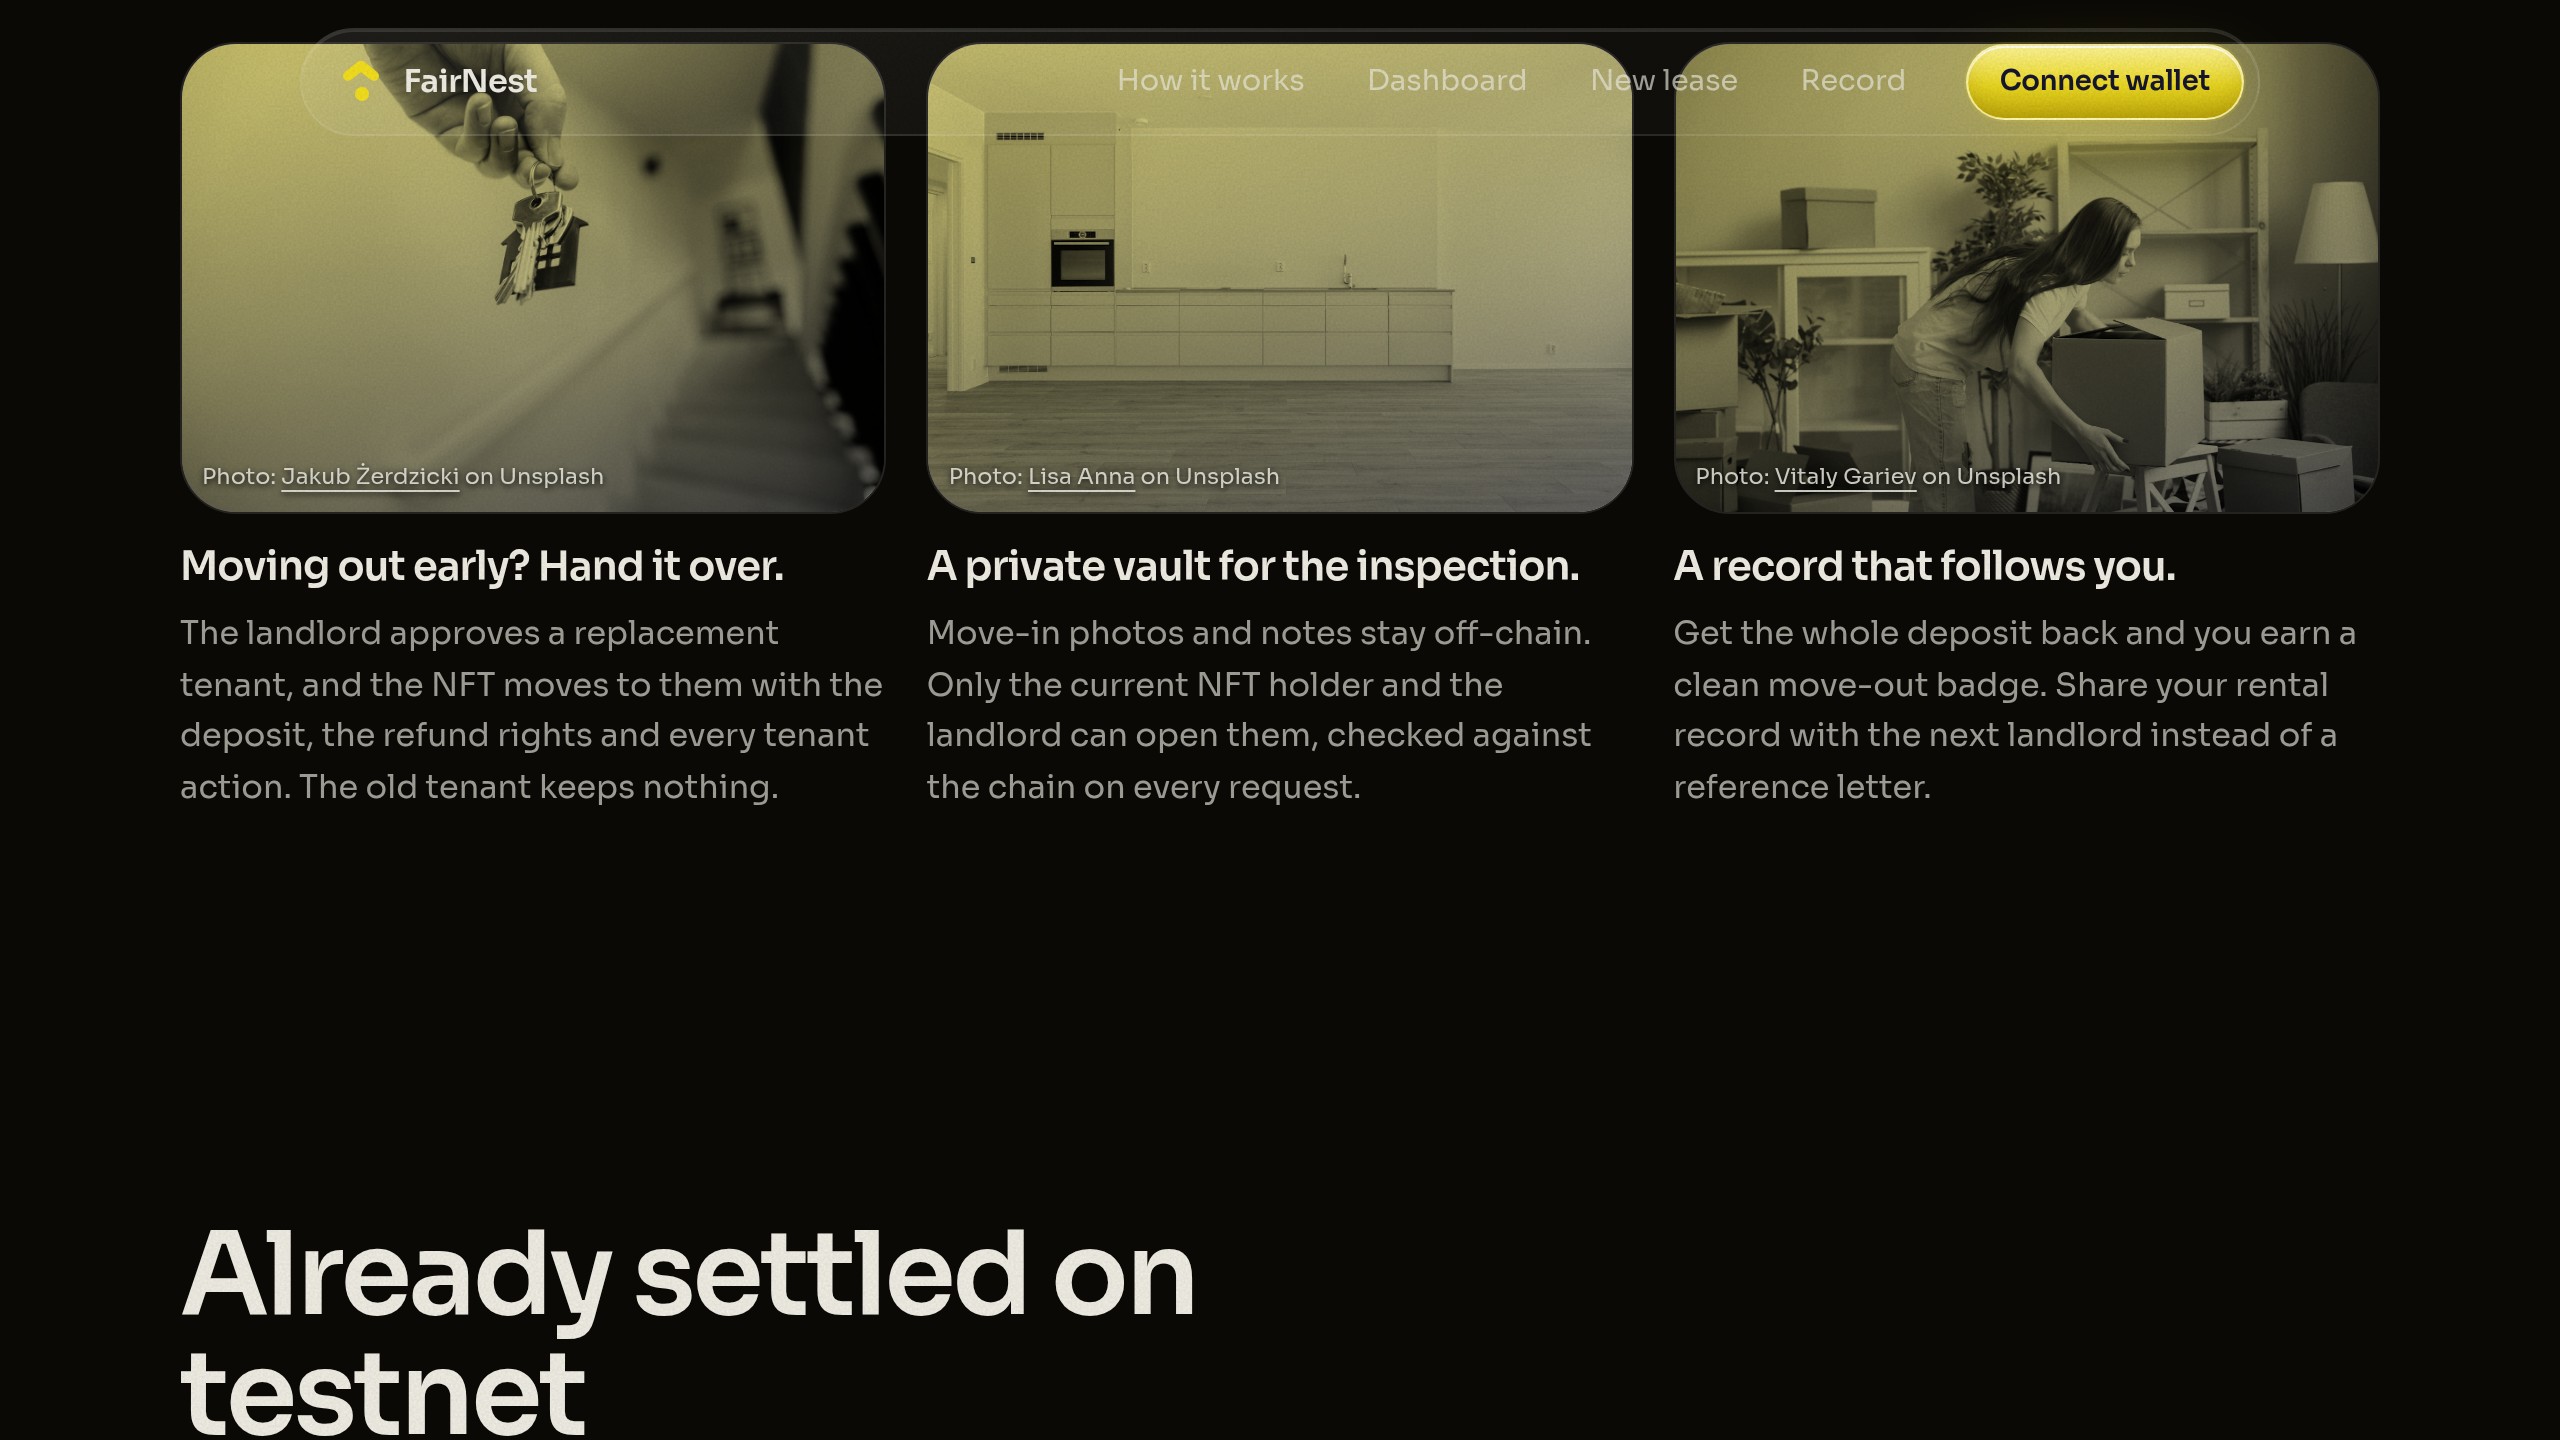 FairNest
How it works
Dashboard
New lease
Record
Connect wallet
Photo: Jakub Żerdzicki on Unsplash
Photo: Lisa Anna on Unsplash
Photo: Vitaly Gariev on Unsplash
Moving out early? Hand it over.
The landlord approves a replacement
tenant, and the NFT moves to them with the
deposit, the refund rights and every tenant
action. The old tenant keeps nothing.
A private vault for the inspection.
Move-in photos and notes stay off-chain.
Only the current NFT holder and the
landlord can open them, checked against
the chain on every request.
A record that follows you.
Get the whole deposit back and you earn a
clean move-out badge. Share your rental
record with the next landlord instead of a
reference letter.
Already settled on
testnet